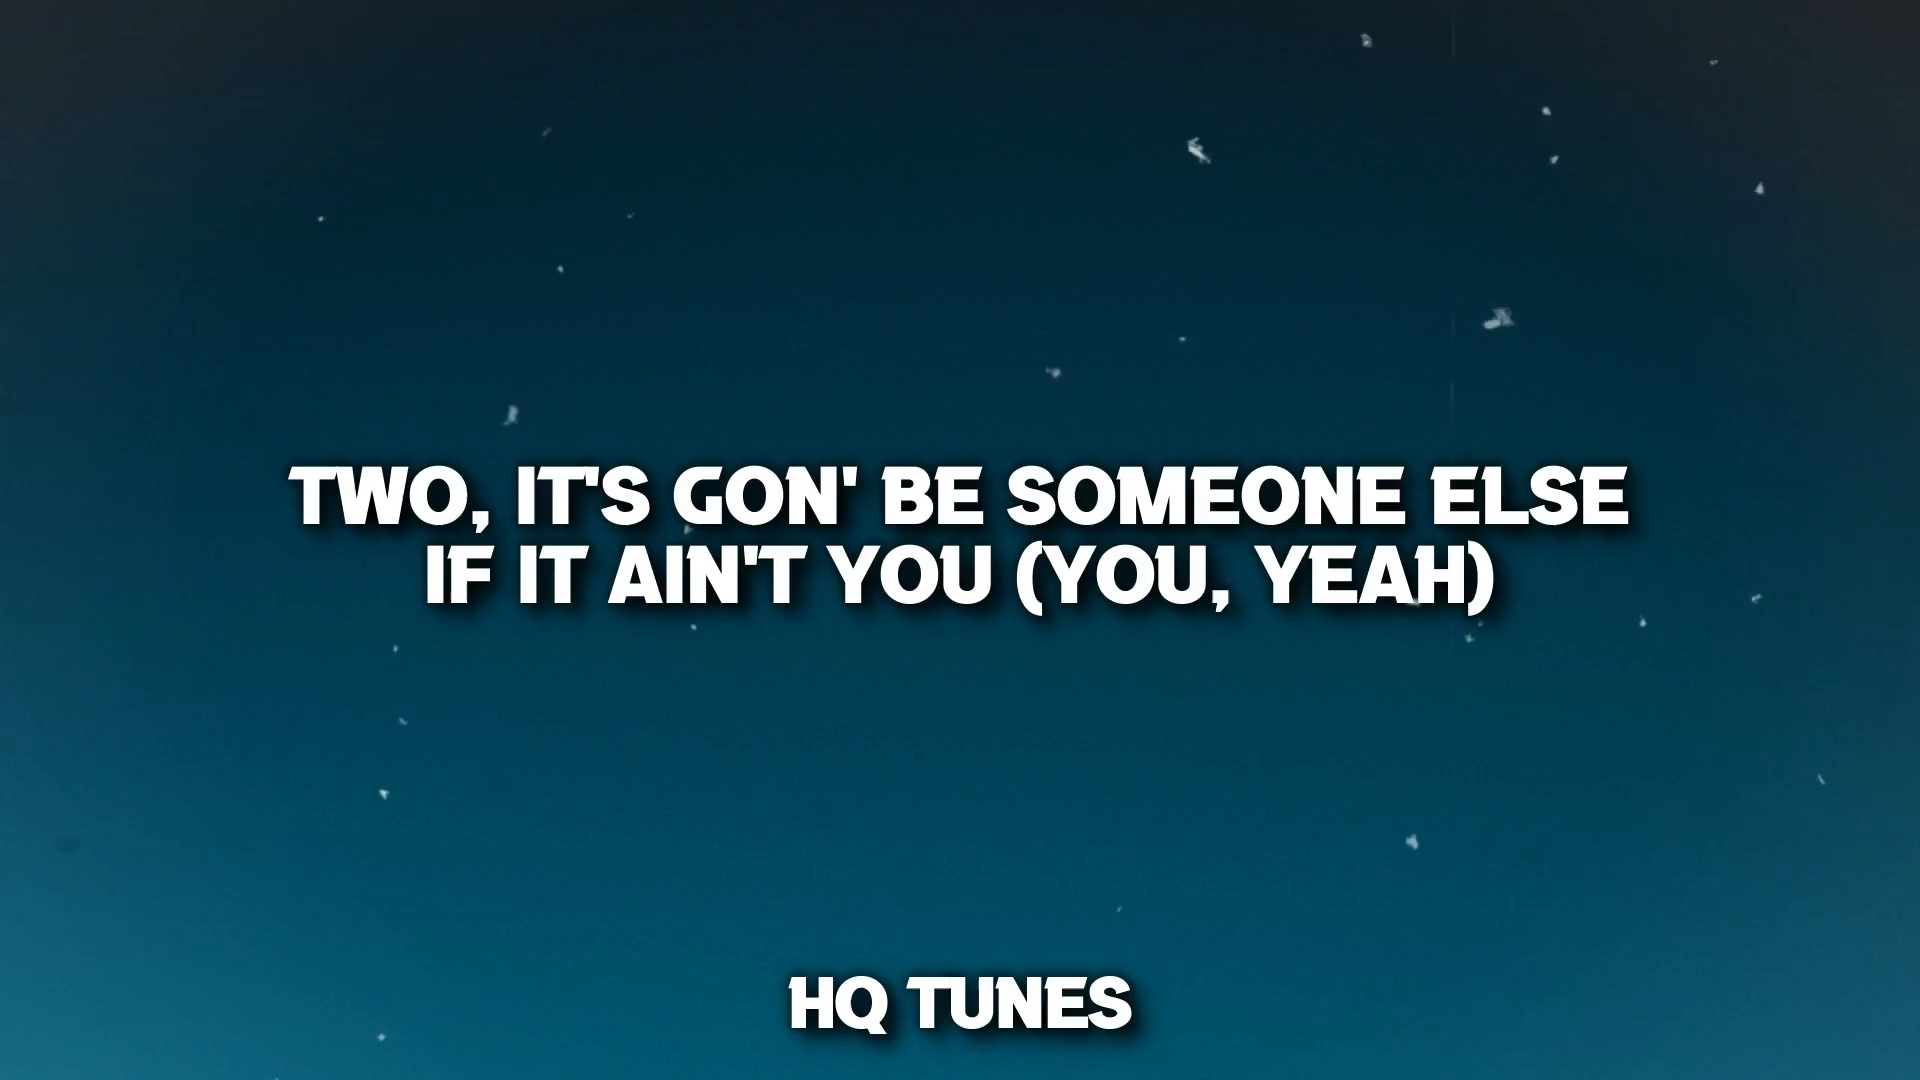 TWO, IT'S GON' BE SOMEONE ELSE
IF IT AIN'T YOU (YOU, YEAH)
HQ TUNES